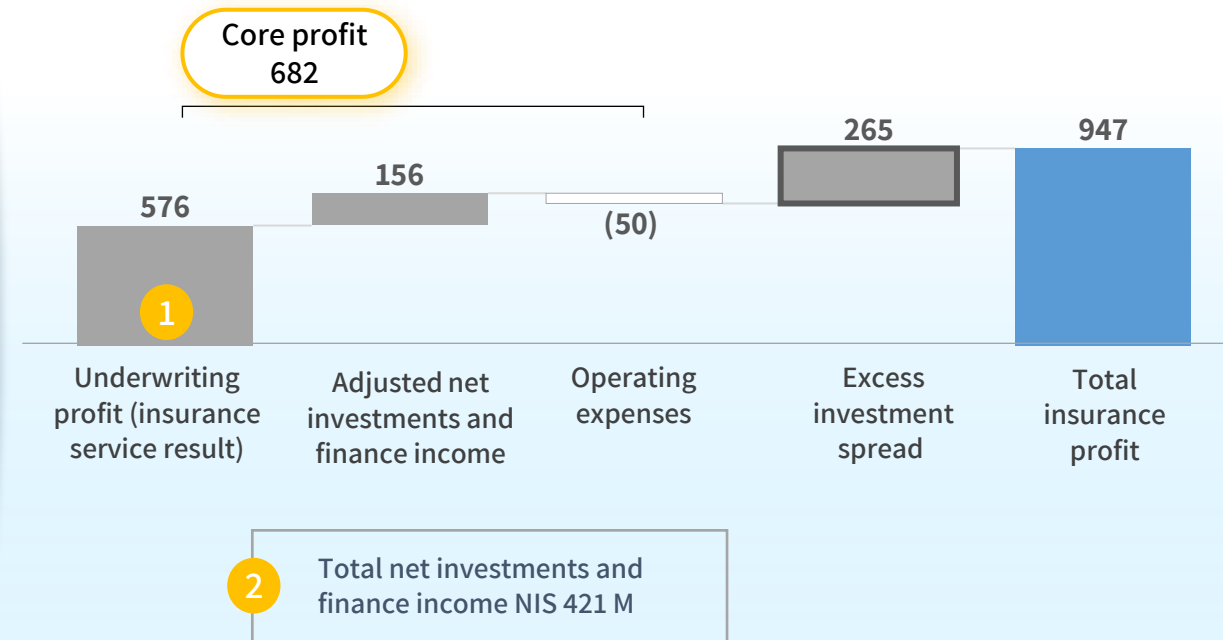 Core profit
682
576
156
(50)
265
947
1
Underwriting
profit (insurance
service result)
Adjusted net
investments and
finance income
Operating
expenses
Excess
investment
spread
Total
insurance
profit
2
Total net investments and
finance income NIS 421 M